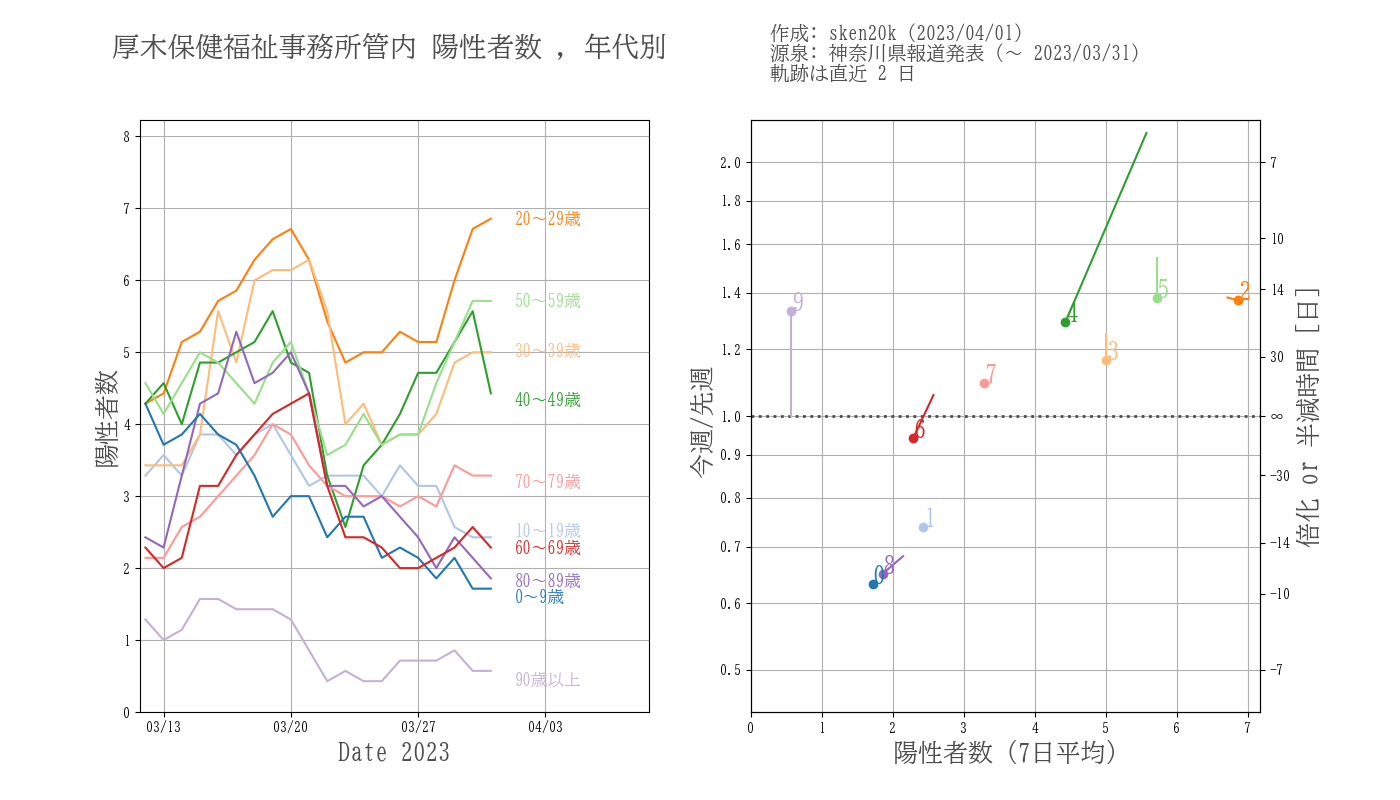 厚木保健福祉事務所管内 陽性者数 , 年代別
作成: sken20k (2023/04/01)
源泉: 神奈川県報道発表 (～ 2023/03/31)
軌跡は直近 2 日
陽性者数
8
7
6
5
4
3
2
1
0
20～29歳
50～59歳
30～39歳
40～49歳
70～79歳
10～19歳
60～69歳
80～89歳
0～9歳
90歳以上
03/13 03/20 03/27 04/03
Date 2023
今週/先週
2.0
1.8
1.6
1.4
1.2
1.0
0.9
0.8
0.7
0.6
0.5
9
4
5
2
3
7
6
1
0
8
7
10
14
30
∞
−30
−14
−10
−7
倍化 or 半減時間 [日]
0 1 2 3 4 5 6 7
陽性者数 (7日平均)